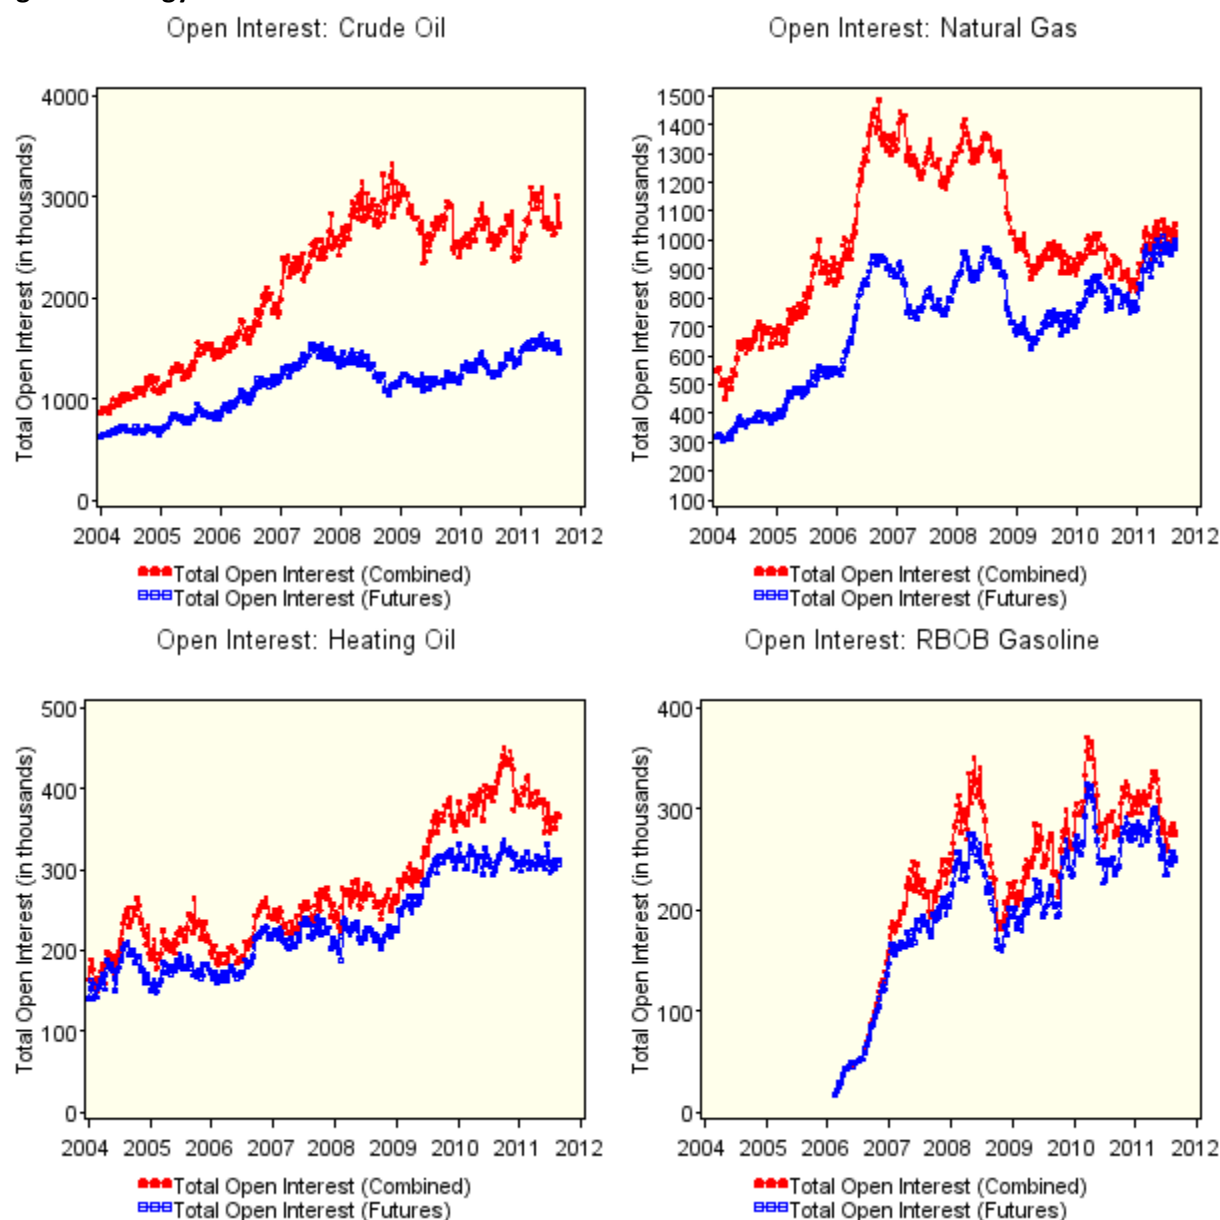 Open Interest: Crude Oil
Total Open Interest (in thousands)
4000
3000
2000
1000
0
2004 2005 2006 2007 2008 2009 2010 2011 2012
Total Open Interest (Combined)
Total Open Interest (Futures)
Open Interest: Natural Gas
Total Open Interest (in thousands)
1500
1400
1300
1200
1100
1000
900
800
700
600
500
400
300
200
100
2004 2005 2006 2007 2008 2009 2010 2011 2012
Total Open Interest (Combined)
Total Open Interest (Futures)
Open Interest: Heating Oil
Total Open Interest (in thousands)
500
400
300
200
100
0
2004 2005 2006 2007 2008 2009 2010 2011 2012
Total Open Interest (Combined)
Total Open Interest (Futures)
Open Interest: RBOB Gasoline
Total Open Interest (in thousands)
400
300
200
100
0
2004 2005 2006 2007 2008 2009 2010 2011 2012
Total Open Interest (Combined)
Total Open Interest (Futures)